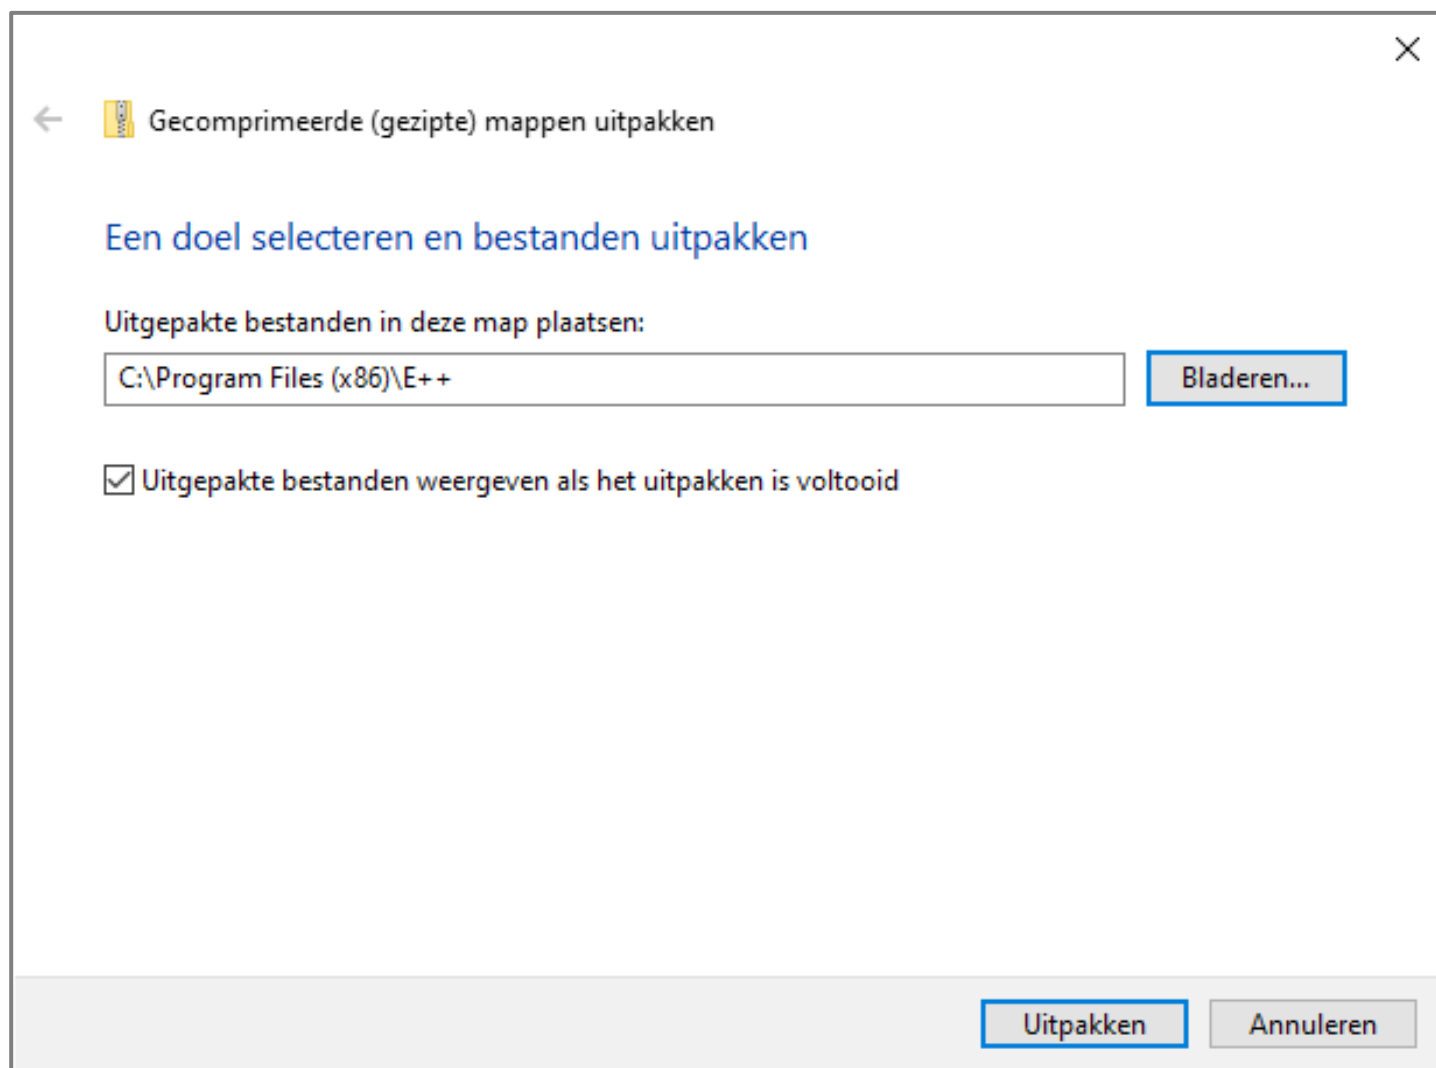 Gecomprimeerde (gezipte) mappen uitpakken
Een doel selecteren en bestanden uitpakken
Uitgepakte bestanden in deze map plaatsen:
C:\Program Files (x86)\E++
Bladeren...
Uitgepakte bestanden weergeven als het uitpakken is voltooid
Uitpakken
Annuleren